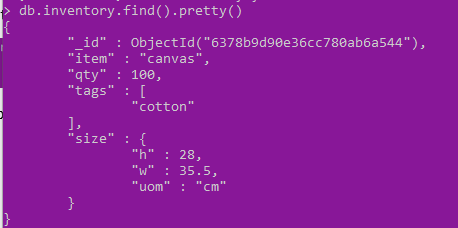 > db.inventory.find().pretty()
{
"_id" : ObjectId("6378b9d90e36cc780ab6a544"),
"item" : "canvas",
"qty" : 100,
"tags" : [
"cotton"
],
"size" : {
"h" : 28,
"w" : 35.5,
"uom" : "cm"
}
}